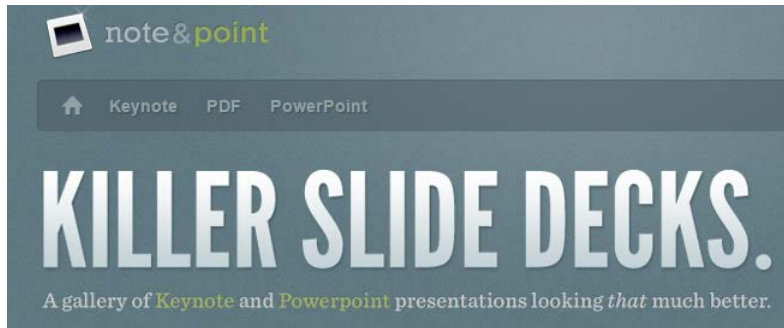 note&point
Keynote PDF PowerPoint
KILLER SLIDE DECKS.
A gallery of Keynote and Powerpoint presentations looking that much better.